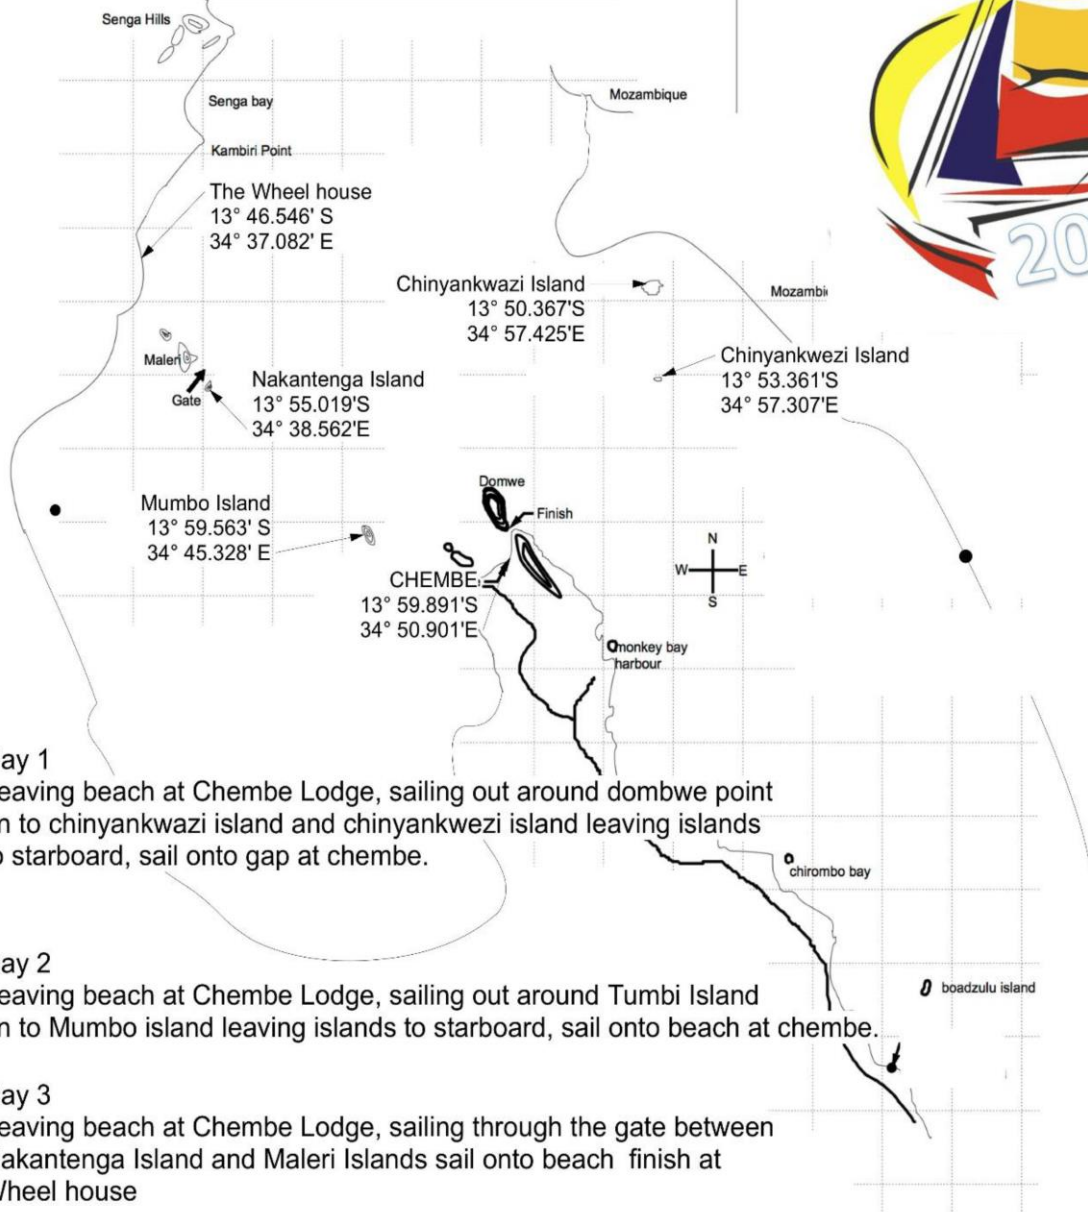 Senga Hills
Senga bay
Kambiri Point
Mozambique
The Wheel house
13° 46.546' S
34° 37.082' E
20
Chinyankwazi Island
13° 50.367'S
34° 57.425'E
Mozambi
Maleri
Gate
Nakantenga Island
13° 55.019'S
34° 38.562'E
Chinyankwezi Island
13° 53.361'S
34° 57.307'E
Domwe
Finish
Mumbo Island
13° 59.563' S
34° 45.328' E
N
W E
S
CHEMBE
13° 59.891'S
34° 50.901'E
monkey bay
harbour
ay 1
eaving beach at Chembe Lodge, sailing out around dombwe point
n to chinyankwazi island and chinyankwezi island leaving islands
o starboard, sail onto gap at chembe.
chirombo bay
ay 2
eaving beach at Chembe Lodge, sailing out around Tumbi Island
n to Mumbo island leaving islands to starboard, sail onto beach at chembe.
boadzulu island
ay 3
eaving beach at Chembe Lodge, sailing through the gate between
akantenga Island and Maleri Islands sail onto beach finish at
Wheel house